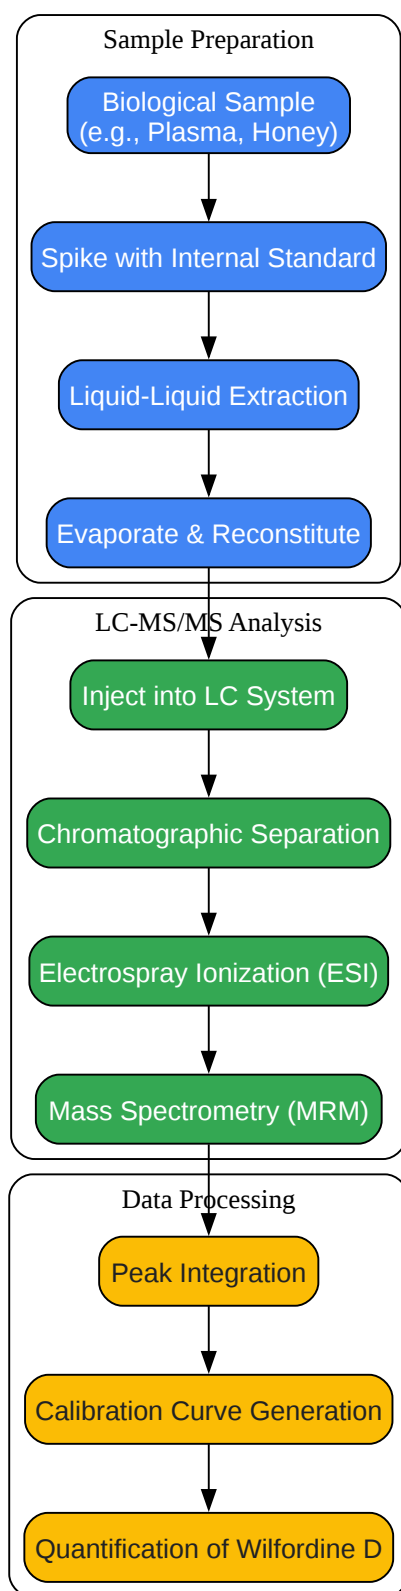 Sample Preparation
Biological Sample
(e.g., Plasma, Honey)
Spike with Internal Standard
Liquid-Liquid Extraction
Evaporate & Reconstitute
LC-MS/MS Analysis
Inject into LC System
Chromatographic Separation
Electrospray Ionization (ESI)
Mass Spectrometry (MRM)
Data Processing
Peak Integration
Calibration Curve Generation
Quantification of Wilfordine D